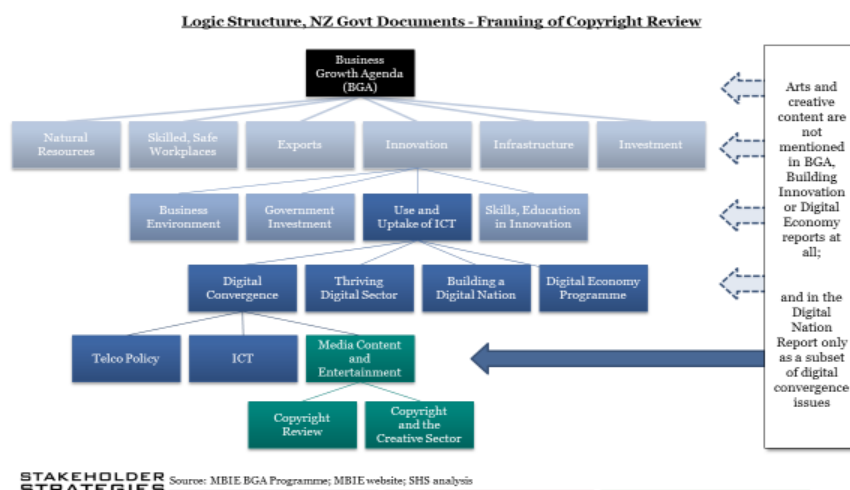 Logic Structure, NZ Govt Documents - Framing of Copyright Review
Business
Growth Agenda
(BGA)
Natural
Resources
Skilled, Safe
Workplaces
Exports
Innovation
Infrastructure
Investment
Business
Environment
Government
Investment
Use and
Uptake of ICT
Skills, Education
in Innovation
Digital
Convergence
Thriving
Digital Sector
Building a
Digital Nation
Digital Economy
Programme
Telco Policy
ICT
Media Content
and
Entertainment
Copyright
Review
Copyright
and the
Creative Sector
Arts and
creative
content are
not
mentioned
in BGA,
Building
Innovation
or Digital
Economy
reports at
all;
and in the
Digital
Nation
Report only
as a subset
of digital
convergence
issues
STAKEHOLDER
STRATEGIES
Source: MBIE BGA Programme; MBIE website; SHS analysis